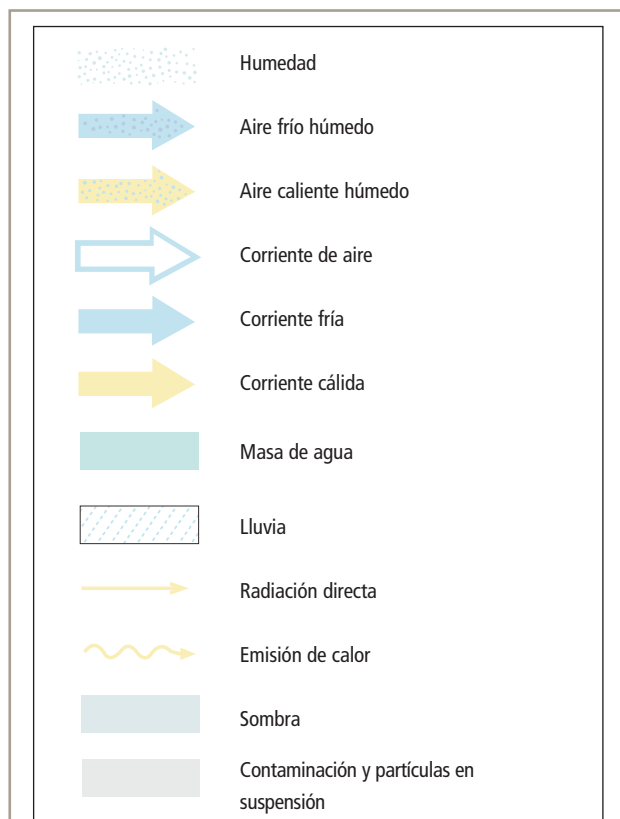 Humedad
Aire frío húmedo
Aire caliente húmedo
Corriente de aire
Corriente fría
Corriente cálida
Masa de agua
Lluvia
Radiación directa
Emisión de calor
Sombra
Contaminación y partículas en
suspensión